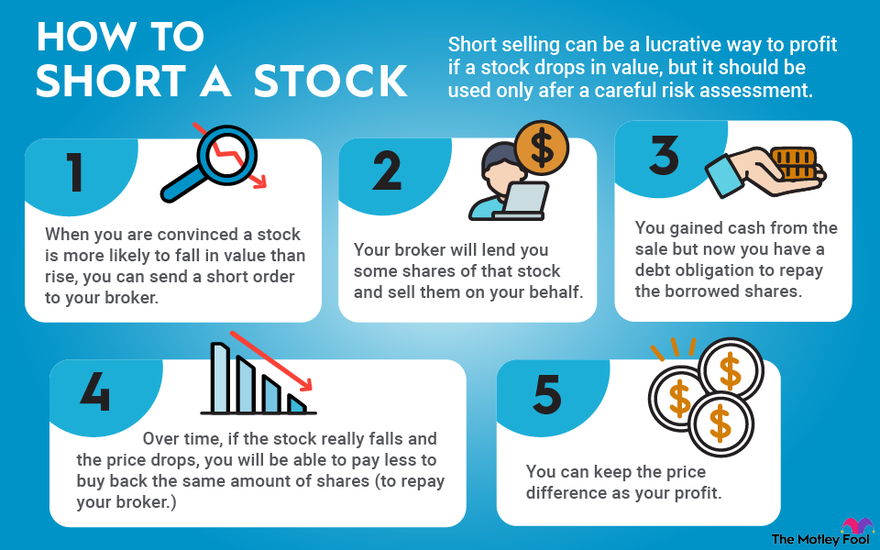 HOW TO
SHORT A STOCK
Short selling can be a lucrative way to profit
if a stock drops in value, but it should be
used only afer a careful risk assessment.
1
When you are convinced a stock
is more likely to fall in value than
rise, you can send a short order
to your broker.
2
$
Your broker will lend you
some shares of that stock
and sell them on your behalf.
3
You gained cash from the
sale but now you have a
debt obligation to repay
the borrowed shares.
4
Over time, if the stock really falls and
the price drops, you will be able to pay less to
buy back the same amount of shares (to repay
your broker.)
5
$
$
$
You can keep the price
difference as your profit.
The Motley Fool